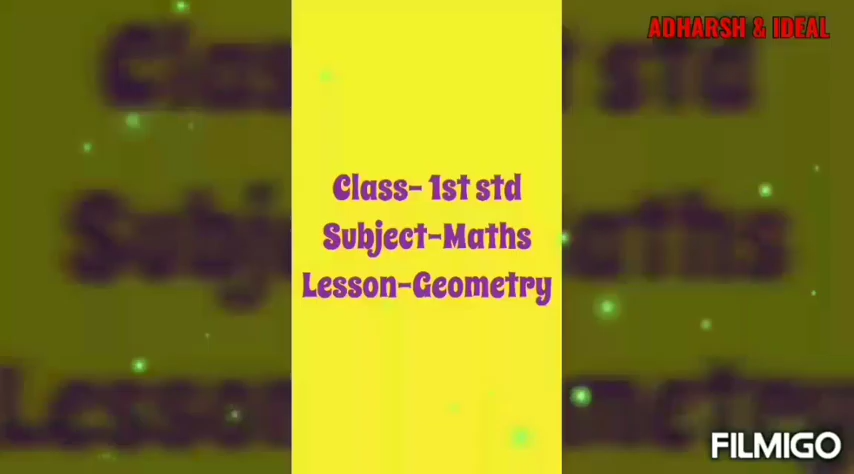 ADHARSH & IDEAL
Class- 1st std
Subject-Maths
Lesson-Geometry
FILMIGO